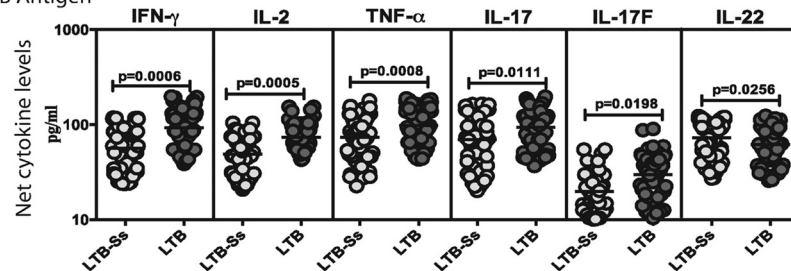 B Antigen
IFN-γ IL-2 TNF-α IL-17 IL-17F IL-22
Net cytokine levels
pg/ml
1000
100
10
p=0.0006 p=0.0005 p=0.0008 p=0.0111 p=0.0198 p=0.0256
LTB-Ss LTB LTB-Ss LTB LTB-Ss LTB LTB-Ss LTB LTB-Ss LTB LTB-Ss LTB